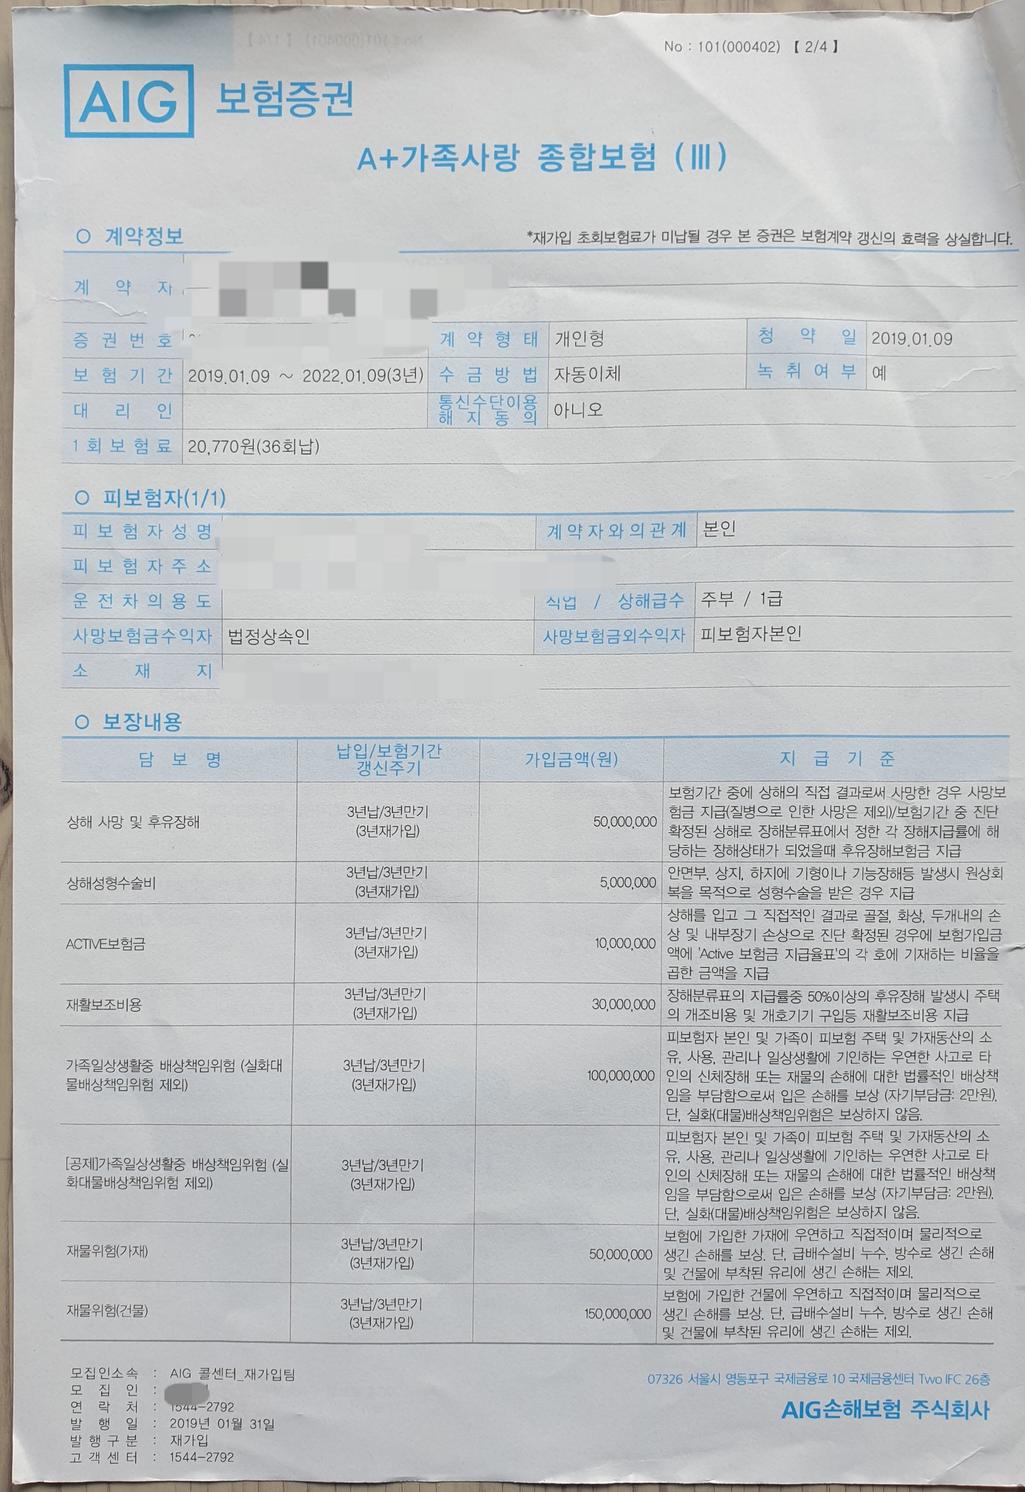 No : 101(000402) 【 2/4 】
AIG 보험증권
A+가족사랑 종합보험 (Ⅲ)
○ 계약정보
*재가입 초회보험료가 미납될 경우 본 증권은 보험계약 갱신의 효력을 상실합니다.
계 약 자
증 권 번 호 계 약 형 태 개인형 청 약 일 2019.01.09
보 험 기 간 2019.01.09 ~ 2022.01.09(3년) 수 금 방 법 자동이체 녹 취 여 부 예
대 리 인 통신수단이용 아니오
해 지 동 의
1 회 보 험 료 20,770원(36회납)
○ 피보험자(1/1)
피 보 험 자 성 명 계 약 자 와 의 관 계 본인
피 보 험 자 주 소
운 전 차 의 용 도 직업 / 상해급수 주부 / 1급
사망보험금수익자 법정상속인 사망보험금외수익자 피보험자본인
소 재 지
○ 보장내용
담 보 명 납입/보험기간 가입금액(원) 지 급 기 준
갱신주기
상해 사망 및 후유장해 3년납/3년만기 50,000,000 보험기간 중에 상해의 직접 결과로써 사망한 경우 사망보
(3년재가입) 험금 지급(질병으로 인한 사망은 제외)/보험기간 중 진단
확정된 상해로 장해분류표에서 정한 각 장해지급률에 해
당하는 장해상태가 되었을때 후유장해보험금 지급
상해성형수술비 3년납/3년만기 5,000,000 안면부, 상지, 하지에 기형이나 기능장해등 발생시 원상회
(3년재가입) 복을 목적으로 성형수술을 받은 경우 지급
ACTIVE보험금 3년납/3년만기 10,000,000 상해를 입고 그 직접적인 결과로 골절, 화상, 두개내의 손
(3년재가입) 상 및 내부장기 손상으로 진단 확정된 경우에 보험가입금
액에 'Active 보험금 지급율표'의 각 호에 기재하는 비율을
곱한 금액을 지급
재활보조비용 3년납/3년만기 30,000,000 장해분류표의 지급률중 50%이상의 후유장해 발생시 주택
(3년재가입) 의 개조비용 및 개호기기 구입등 재활보조비용 지급
가족일상생활중 배상책임위험 (실화대 3년납/3년만기 100,000,000 피보험자 본인 및 가족이 피보험 주택 및 가재동산의 소
물배상책임위험 제외) (3년재가입) 유, 사용, 관리나 일상생활에 기인하는 우연한 사고로 타
인의 신체장해 또는 재물의 손해에 대한 법률적인 배상책
임을 부담함으로써 입은 손해를 보상 (자기부담금: 2만원).
단, 실화(대물)배상책임위험은 보상하지 않음.
[공제]가족일상생활중 배상책임위험 (실 3년납/3년만기 피보험자 본인 및 가족이 피보험 주택 및 가재동산의 소
화대물배상책임위험 제외) (3년재가입) 유, 사용, 관리나 일상생활에 기인하는 우연한 사고로 타
인의 신체장해 또는 재물의 손해에 대한 법률적인 배상책
임을 부담함으로써 입은 손해를 보상 (자기부담금: 2만원).
단, 실화(대물)배상책임위험은 보상하지 않음.
재물위험(가재) 3년납/3년만기 50,000,000 보험에 가입한 가재에 우연하고 직접적이며 물리적으로
(3년재가입) 생긴 손해를 보상. 단, 급배수설비 누수, 방수로 생긴 손해
및 건물에 부착된 유리에 생긴 손해는 제외.
재물위험(건물) 3년납/3년만기 150,000,000 보험에 가입한 건물에 우연하고 직접적이며 물리적으로
(3년재가입) 생긴 손해를 보상. 단, 급배수설비 누수, 방수로 생긴 손해
및 건물에 부착된 유리에 생긴 손해는 제외.
모집인소속 : AIG 콜센터_재가입팀
모 집 인 :
연 락 처 : 1544-2792
발 행 일 : 2019년 01월 31일
발 행 구 분 : 재가입
고 객 센 터 : 1544-2792
07326 서울시 영등포구 국제금융로 10 국제금융센터 Two IFC 26층
AIG손해보험 주식회사